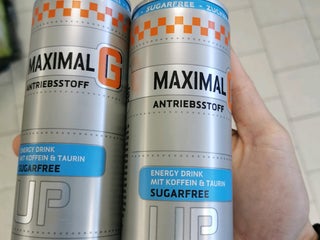 MAXIMAL G
ANTRIEBSSTOFF
ENERGY DRINK
MIT KOFFEIN & TAURIN
SUGARFREE
UP
SUGARFREE
MAXIMAL
ANTRIEBSSTOFF
ENERGY DRINK
MIT KOFFEIN & TAURIN
SUGARFREE
UP